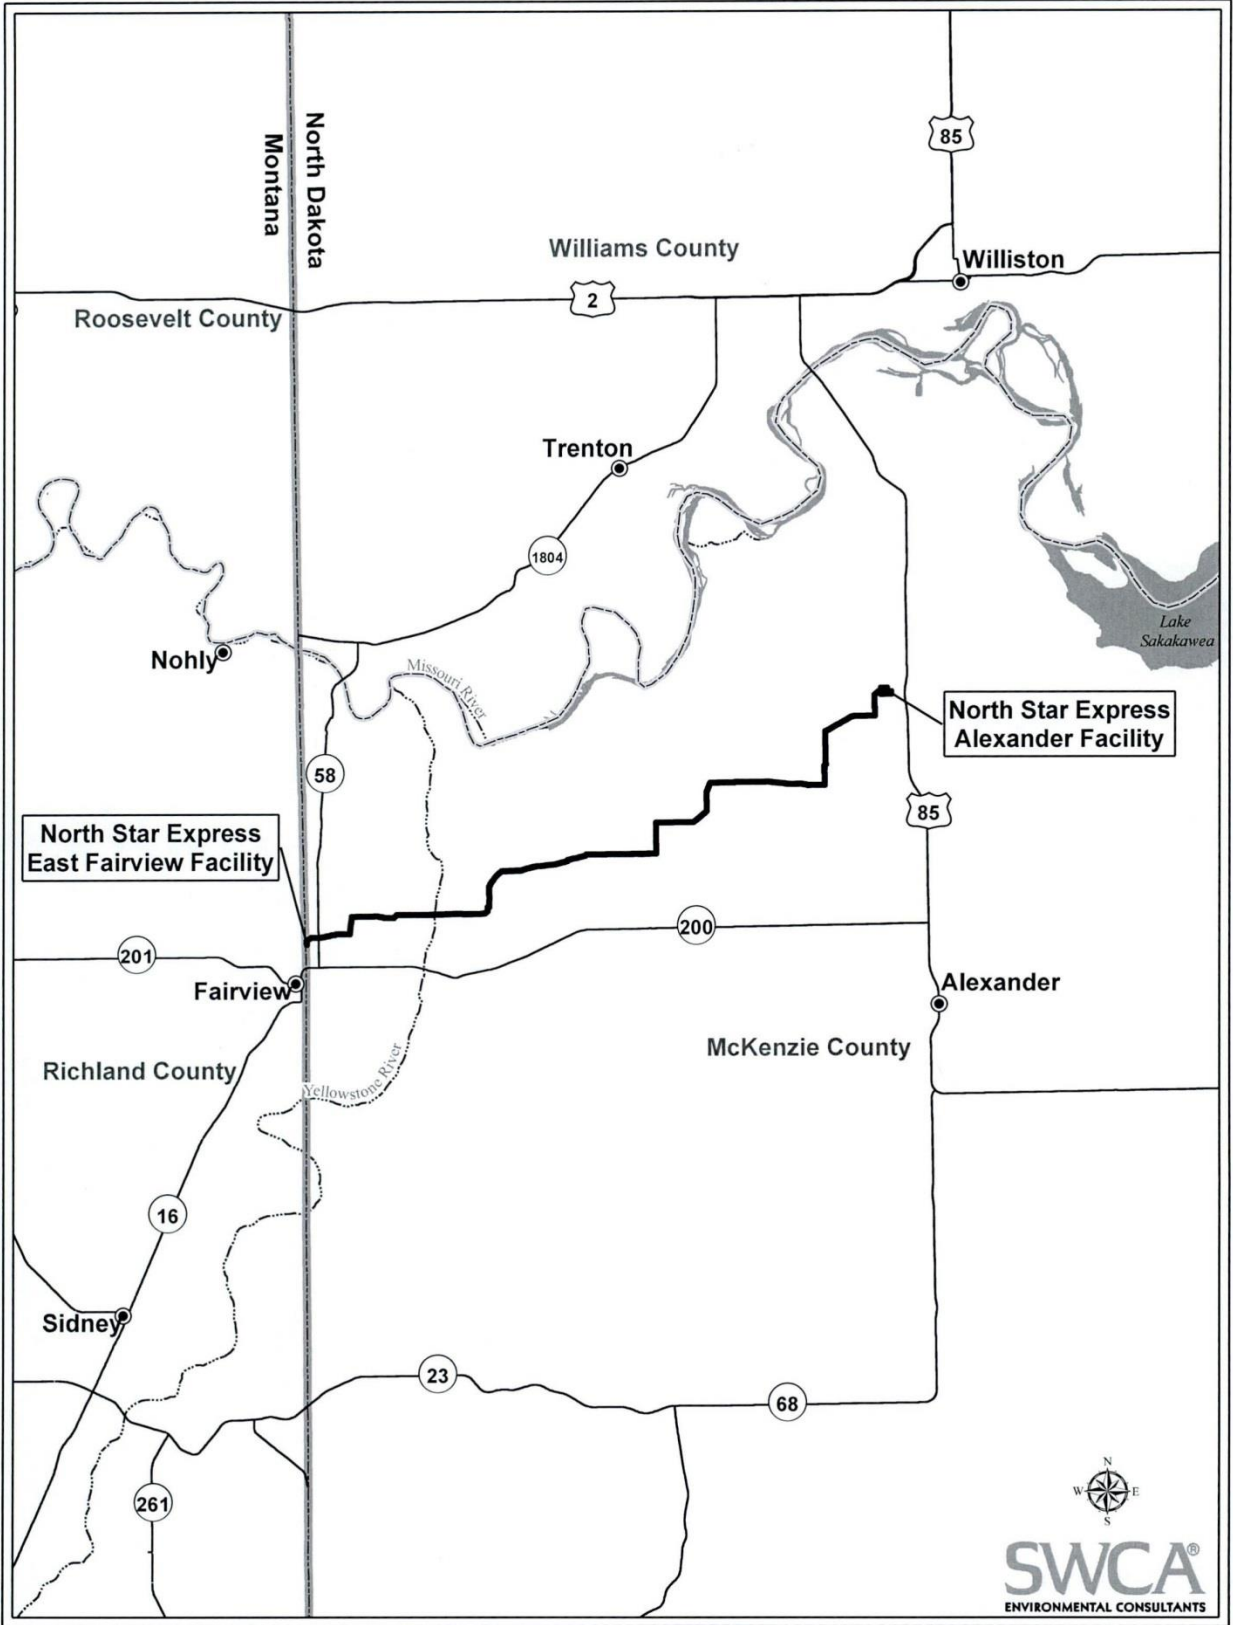 North Dakota
Montana
85
Williams County
Williston
2
Roosevelt County
Trenton
1804
Nohly
Missouri River
Lake
Sakakawea
North Star Express
Alexander Facility
58
85
North Star Express
East Fairview Facility
200
201
Fairview
Alexander
McKenzie County
Richland County
Yellowstone River
16
Sidney
23
68
261
N
W
E
S
SWCA®
ENVIRONMENTAL CONSULTANTS